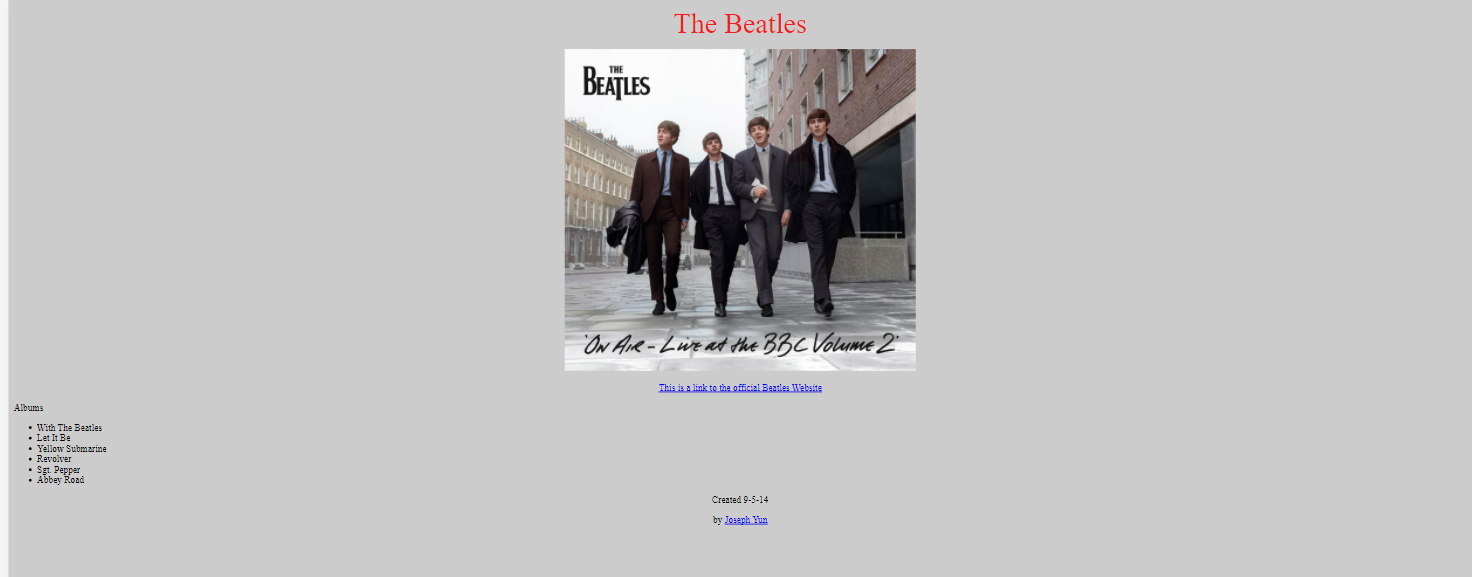 The Beatles
THE
BEATLES
'ON AIR - Live at the BBC Volume 2'
This is a link to the official Beatles Website
Albums
With The Beatles
Let It Be
Yellow Submarine
Revolver
Sgt. Pepper
Abbey Road
Created 9-5-14
by Joseph Yun